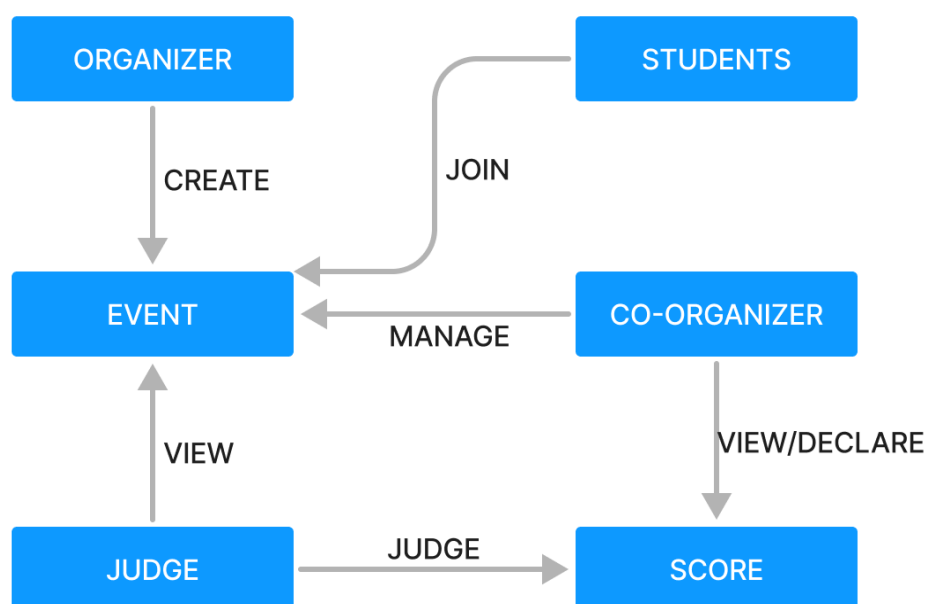 ORGANIZER
STUDENTS
CREATE
JOIN
EVENT
CO-ORGANIZER
MANAGE
VIEW
VIEW/DECLARE
JUDGE
JUDGE
SCORE